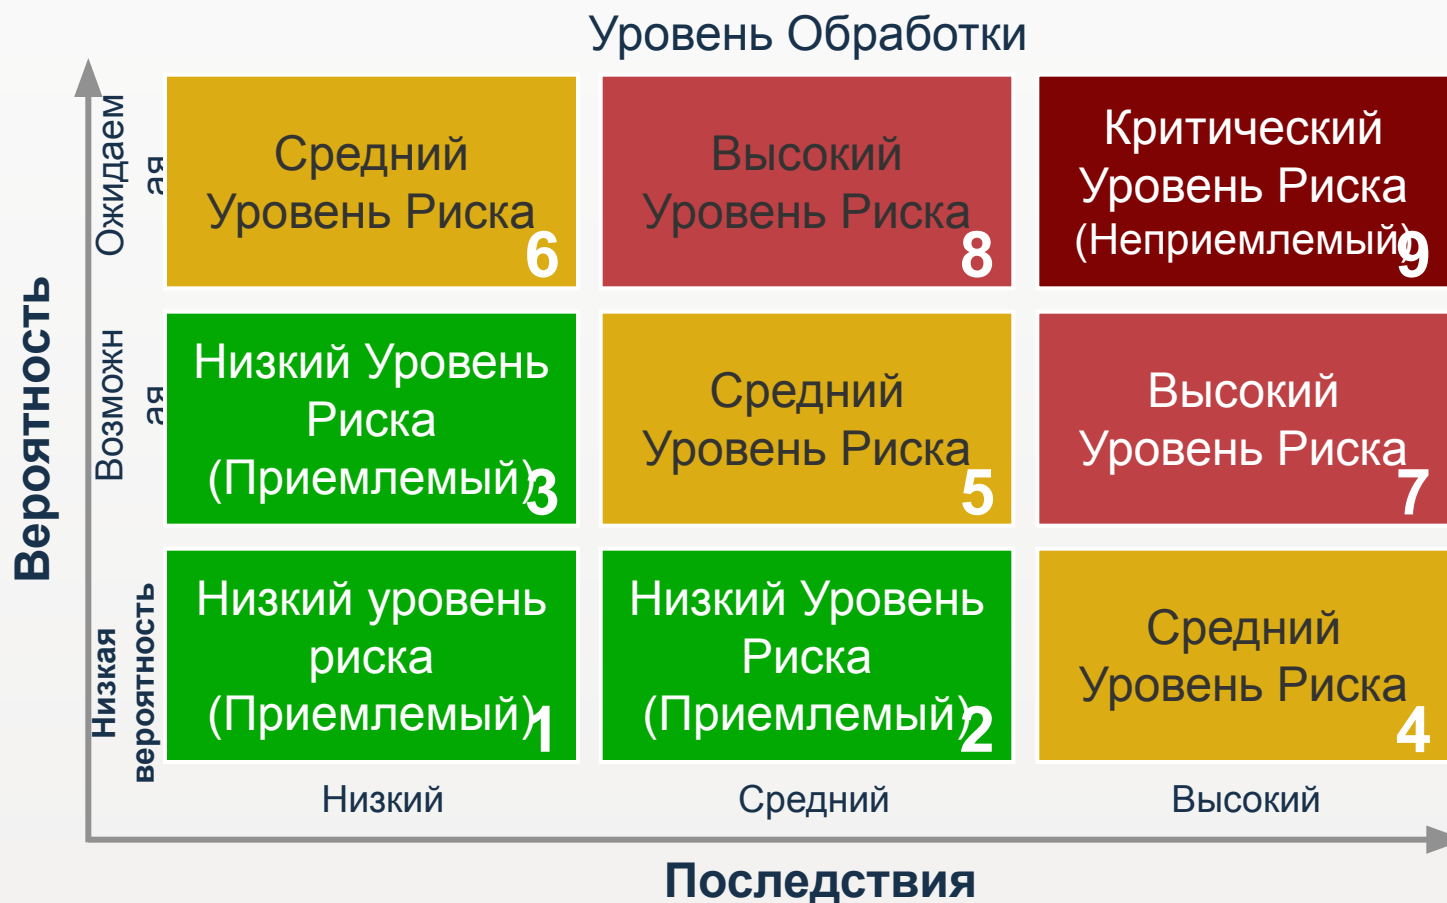 Уровень Обработки
Ожидаем
ая
Средний
Уровень Риска
6
Высокий
Уровень Риска
8
Критический
Уровень Риска
(Неприемлемый)
9
Вероятность
Возможн
ая
Низкий Уровень
Риска
(Приемлемый)
3
Средний
Уровень Риска
5
Высокий
Уровень Риска
7
Низкая
вероятность
Низкий уровень
риска
(Приемлемый)
1
Низкий Уровень
Риска
(Приемлемый)
2
Средний
Уровень Риска
4
Низкий
Средний
Высокий
Последствия